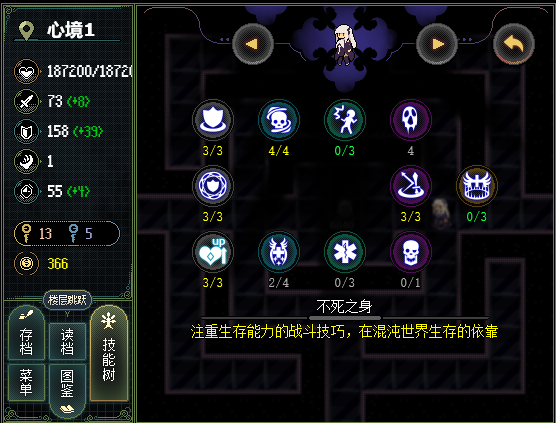 心境1
187200/1872
73 (+8)
158 (+39)
1
55 (+4)
13 5
366
楼层跳跃
存档
读档
技能树
菜单
图鉴
3/3 4/4 0/3 4
3/3 3/3 0/3
UP
3/3 2/4 0/3 0/1
不死之身
注重生存能力的战斗技巧，在混沌世界生存的依靠